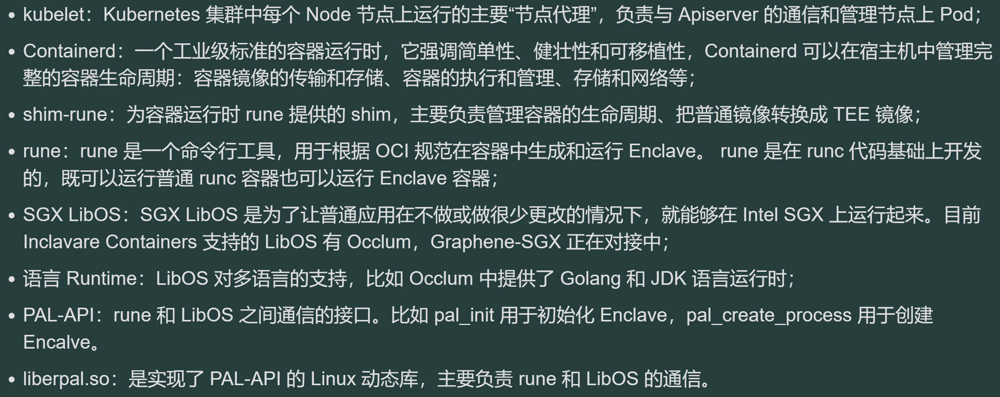 • kubelet：Kubernetes 集群中每个 Node 节点上运行的主要“节点代理”，负责与 Apiserver 的通信和管理节点上 Pod；
• Containerd：一个工业级标准的容器运行时，它强调简单性、健壮性和可移植性，Containerd 可以在宿主机中管理完
整的容器生命周期：容器镜像的传输和存储、容器的执行和管理、存储和网络等；
• shim-rune：为容器运行时 rune 提供的 shim，主要负责管理容器的生命周期、把普通镜像转换成 TEE 镜像；
• rune：rune 是一个命令行工具，用于根据 OCI 规范在容器中生成和运行 Enclave。 rune 是在 runc 代码基础上开发
的，既可以运行普通 runc 容器也可以运行 Enclave 容器；
• SGX LibOS：SGX LibOS 是为了让普通应用在不做或做很少更改的情况下，就能够在 Intel SGX 上运行起来。目前
Inclavare Containers 支持的 LibOS 有 Occlum，Graphene-SGX 正在对接中；
• 语言 Runtime：LibOS 对多语言的支持，比如 Occlum 中提供了 Golang 和 JDK 语言运行时；
• PAL-API：rune 和 LibOS 之间通信的接口。比如 pal_init 用于初始化 Enclave，pal_create_process 用于创建
Encalve。
• liberpal.so：是实现了 PAL-API 的 Linux 动态库，主要负责 rune 和 LibOS 的通信。